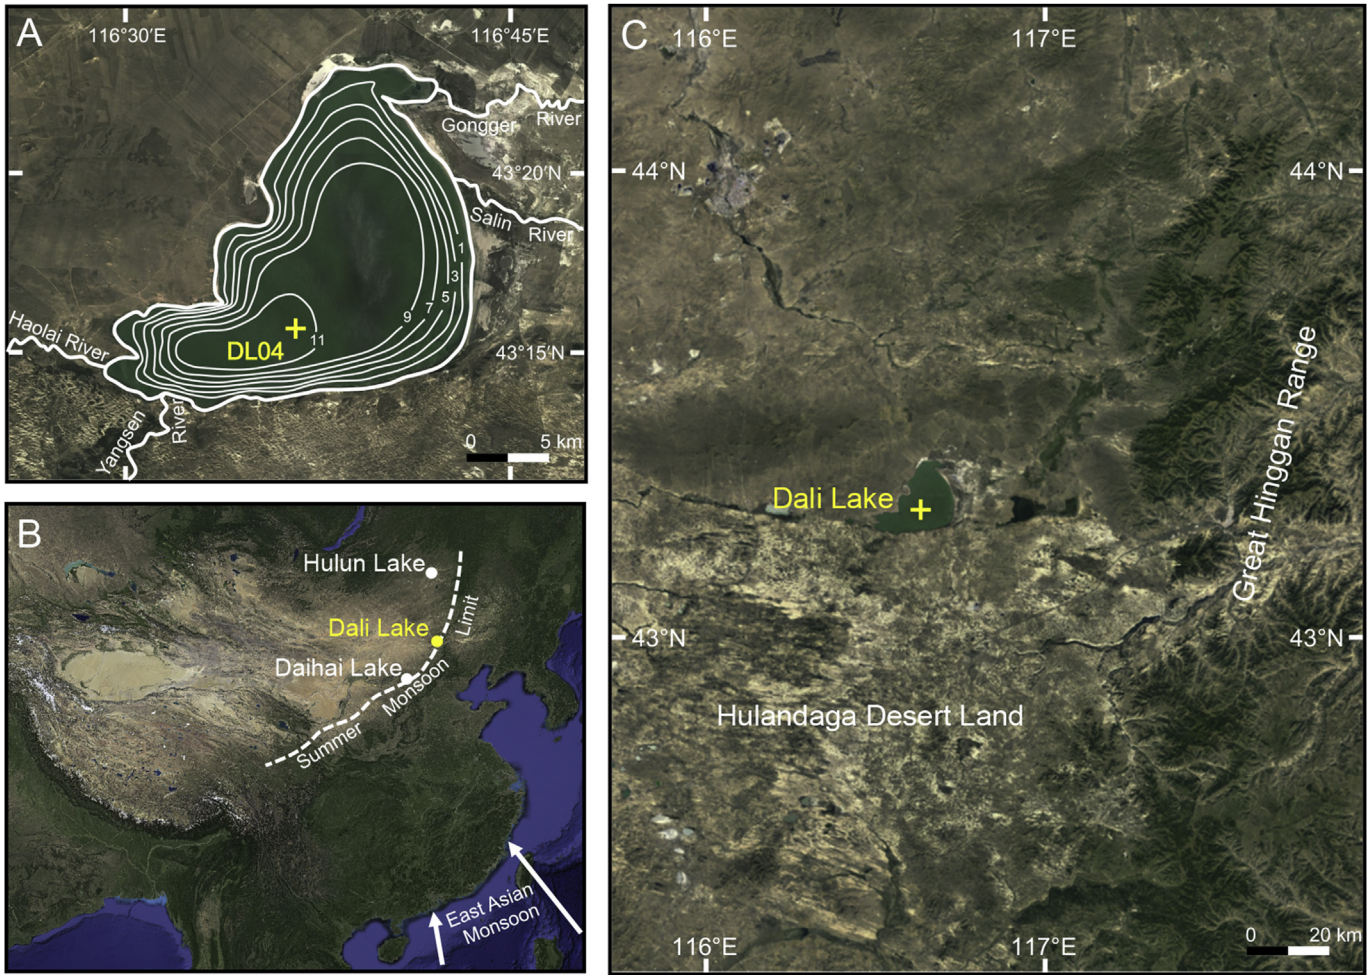 A
116°30′E
116°45′E
Gongger
River
43°20′N
Salin
River
1
3
5
7
9
11
Haolai River
DL04
43°15′N
Yangsen
River
0
5 km
B
Hulun Lake
Dali Lake
Limit
Daihai Lake
Monsoon
Summer
East Asian
Monsoon
C
116°E
117°E
44°N
44°N
Great Hinggan Range
Dali Lake
43°N
43°N
Hulandaga Desert Land
116°E
117°E
0
20 km